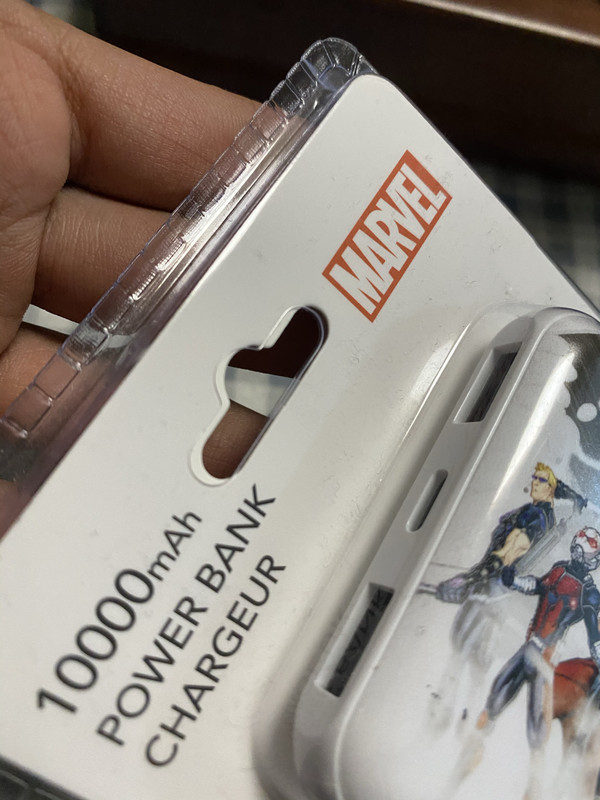 MARVEL
10000mAh
POWER BANK
CHARGEUR